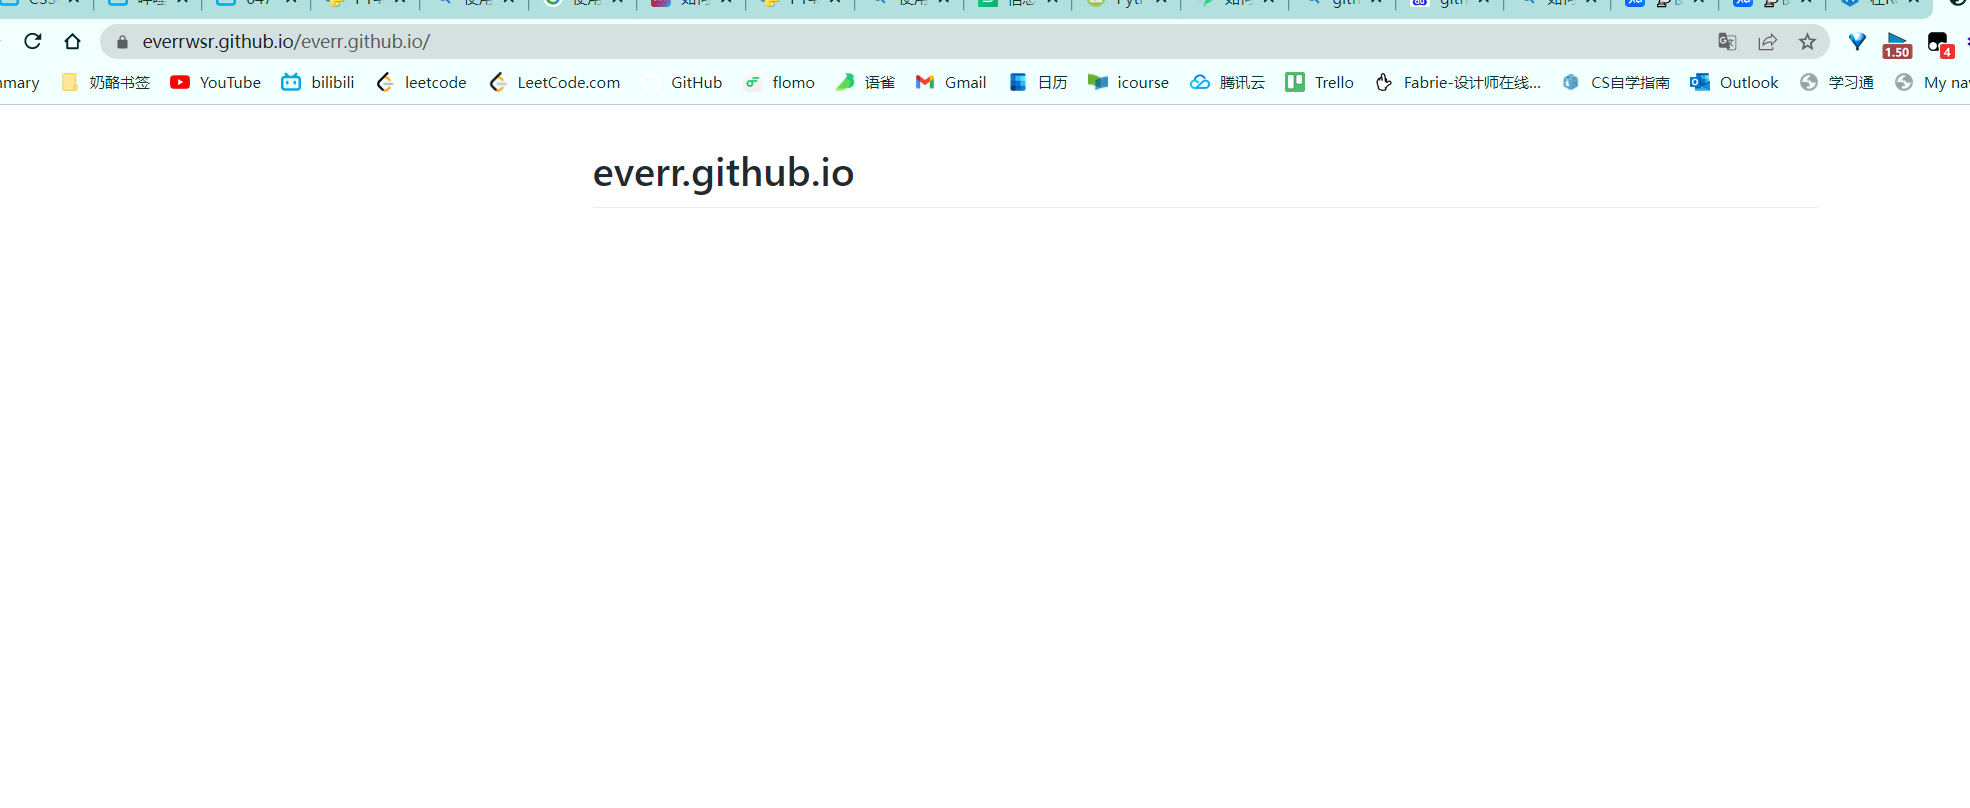 everrwsr.github.io/everr.github.io/
1.50
4
mary 奶酪书签 YouTube bilibili leetcode LeetCode.com GitHub flomo 语雀 Gmail 日历 icourse 腾讯云 Trello Fabrie-设计师在线... CS自学指南 Outlook 学习通 My na
everr.github.io